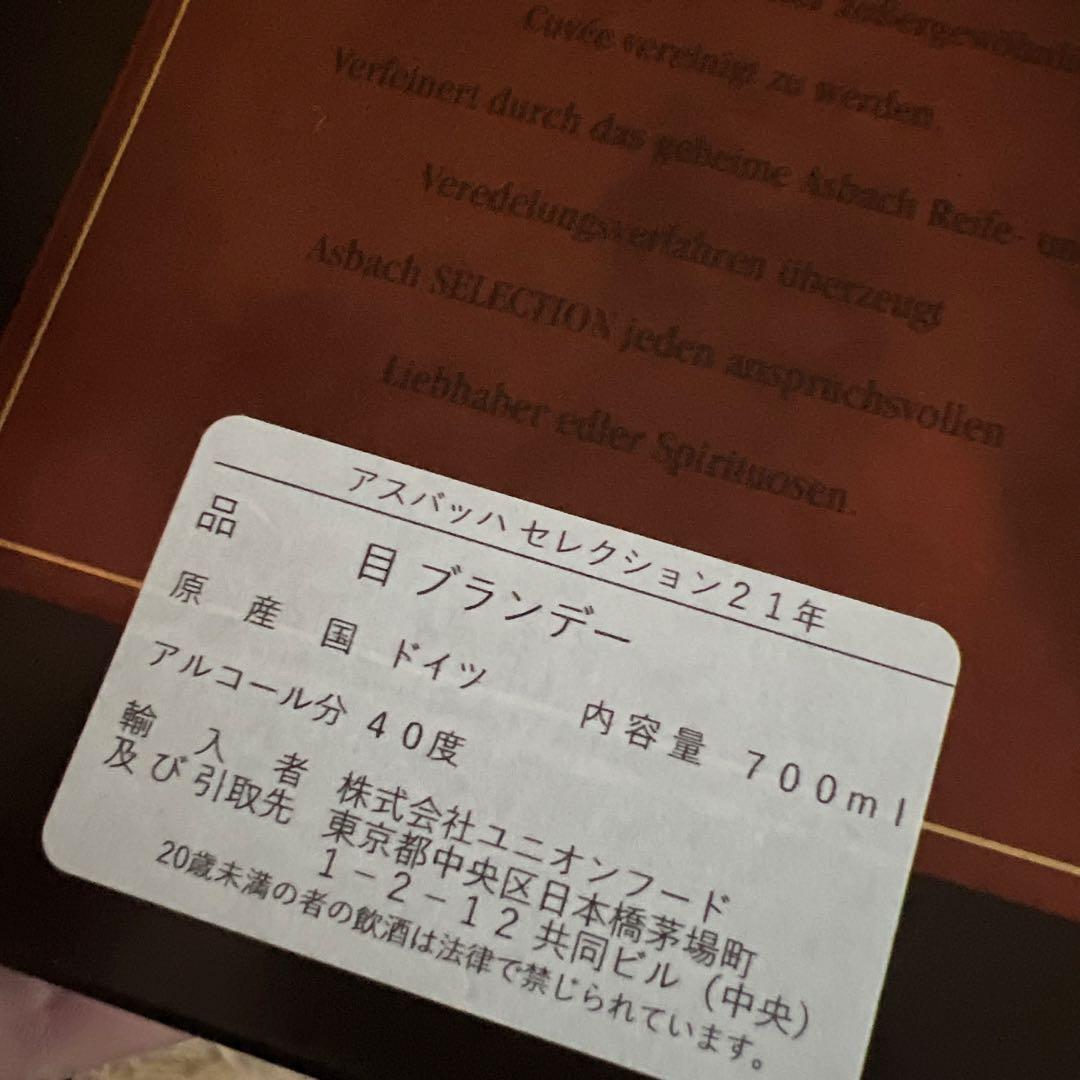 Cuvée vereinigt zu werden.
Verfeinert durch das geheime Asbach Reife-
Veredelungsverfahren überzeugt
Asbach SELECTION jeden anspruchsvollen
Liebhaber edler Spirituosen.
アスバッハ セレクション21年
品目 ブランデー
原産国 ドイツ 内容量 700ml
アルコール分 40度
輸入者 株式会社ユニオンフード
及び引取先 東京都中央区日本橋茅場町
1-2-12 共同ビル (中央)
20歳未満の者の飲酒は法律で禁じられています。